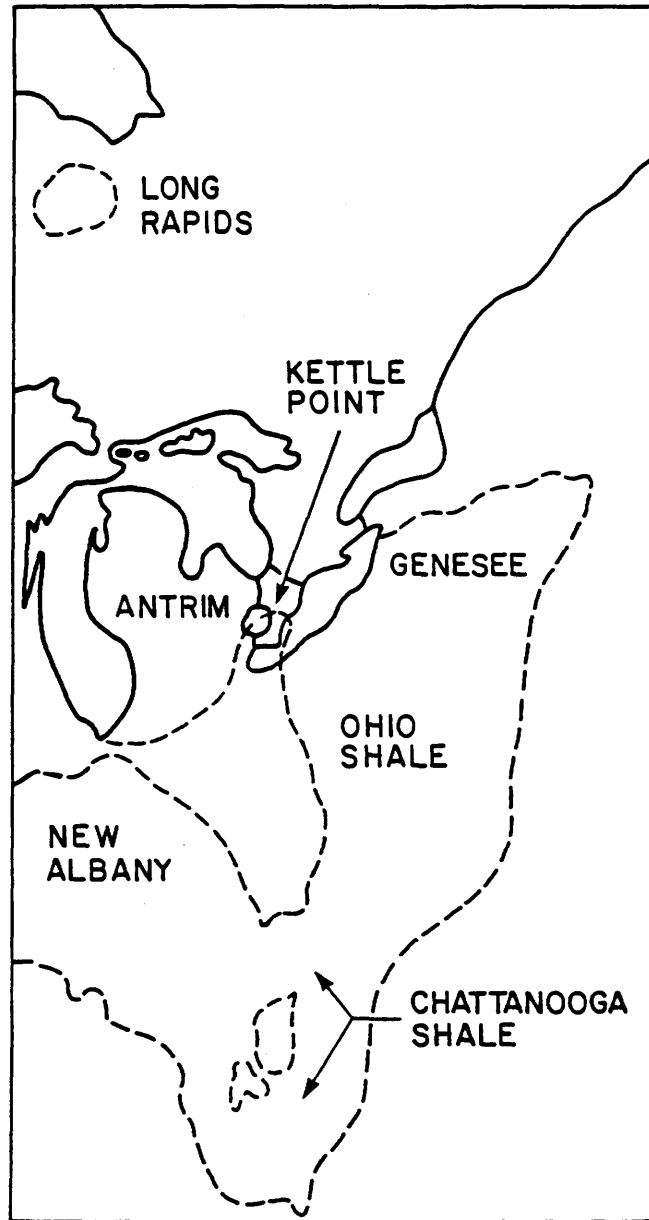 LONG
RAPIDS
KETTLE
POINT
GENESEE
ANTRIM
OHIO
SHALE
NEW
ALBANY
CHATTANOOGA
SHALE